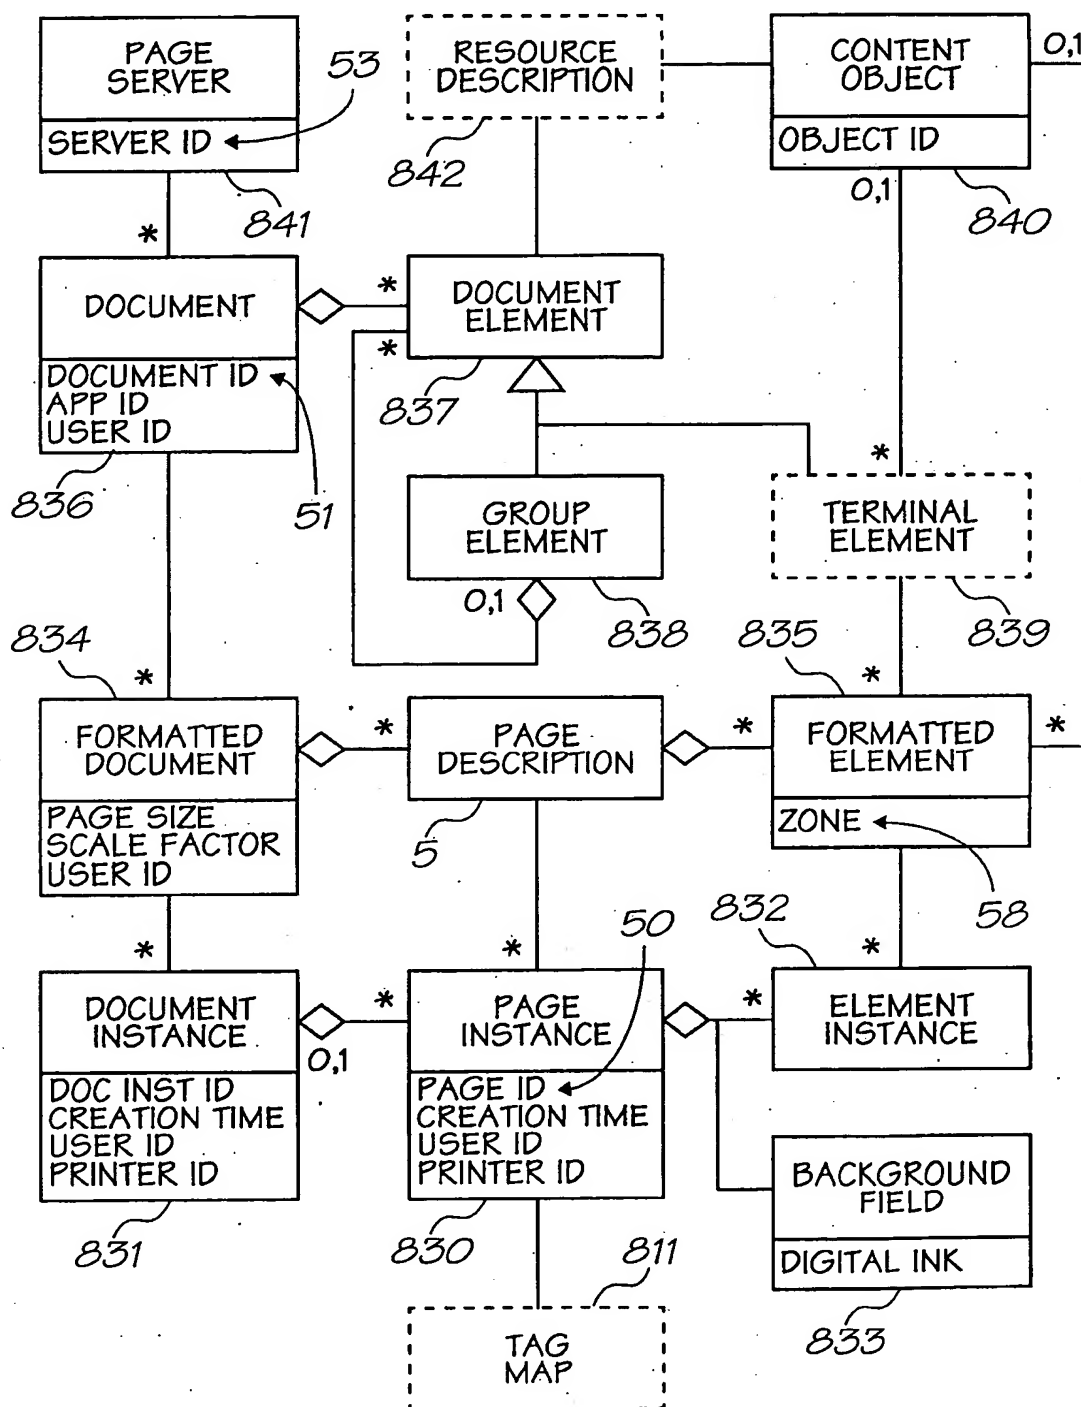 PAGE
SERVER
SERVER ID
53
841
*
RESOURCE
DESCRIPTION
842
CONTENT
OBJECT
OBJECT ID
0,1
0,1
840
DOCUMENT
DOCUMENT ID
APP ID
USER ID
836
51
*
*
DOCUMENT
ELEMENT
837
GROUP
ELEMENT
0,1
838
*
TERMINAL
ELEMENT
839
834
*
FORMATTED
DOCUMENT
PAGE SIZE
SCALE FACTOR
USER ID
*
PAGE
DESCRIPTION
5
835
*
*
FORMATTED
ELEMENT
ZONE
58
*
*
DOCUMENT
INSTANCE
DOC INST ID
CREATION TIME
USER ID
PRINTER ID
831
0,1
*
50
*
PAGE
INSTANCE
PAGE ID
CREATION TIME
USER ID
PRINTER ID
830
832
*
*
ELEMENT
INSTANCE
BACKGROUND
FIELD
DIGITAL INK
833
811
TAG
MAP